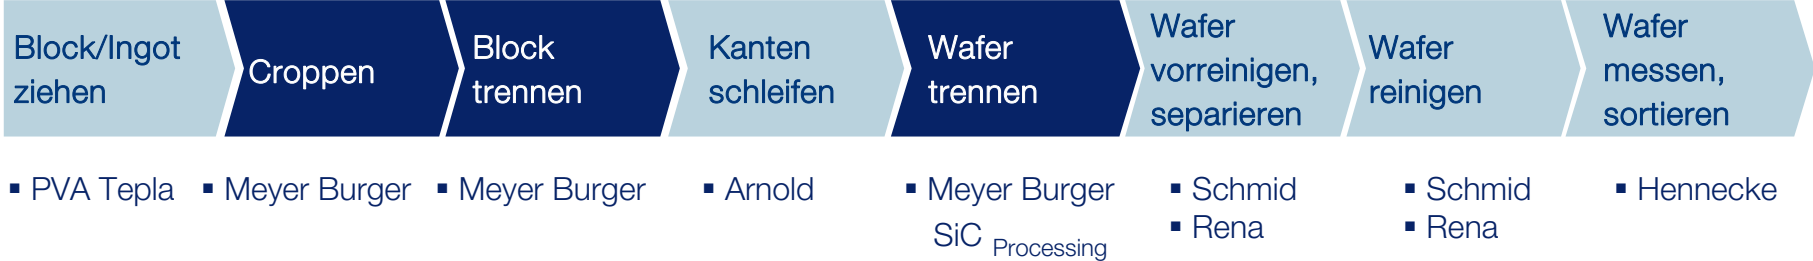 Block/Ingot
ziehen
Croppen
Block
trennen
Kanten
schleifen
Wafer
trennen
Wafer
vorreinigen,
separieren
Wafer
reinigen
Wafer
messen,
sortieren
▪ PVA Tepla
▪ Meyer Burger
▪ Meyer Burger
▪ Arnold
▪ Meyer Burger
SiC Processing
▪ Schmid
▪ Rena
▪ Schmid
▪ Rena
▪ Hennecke